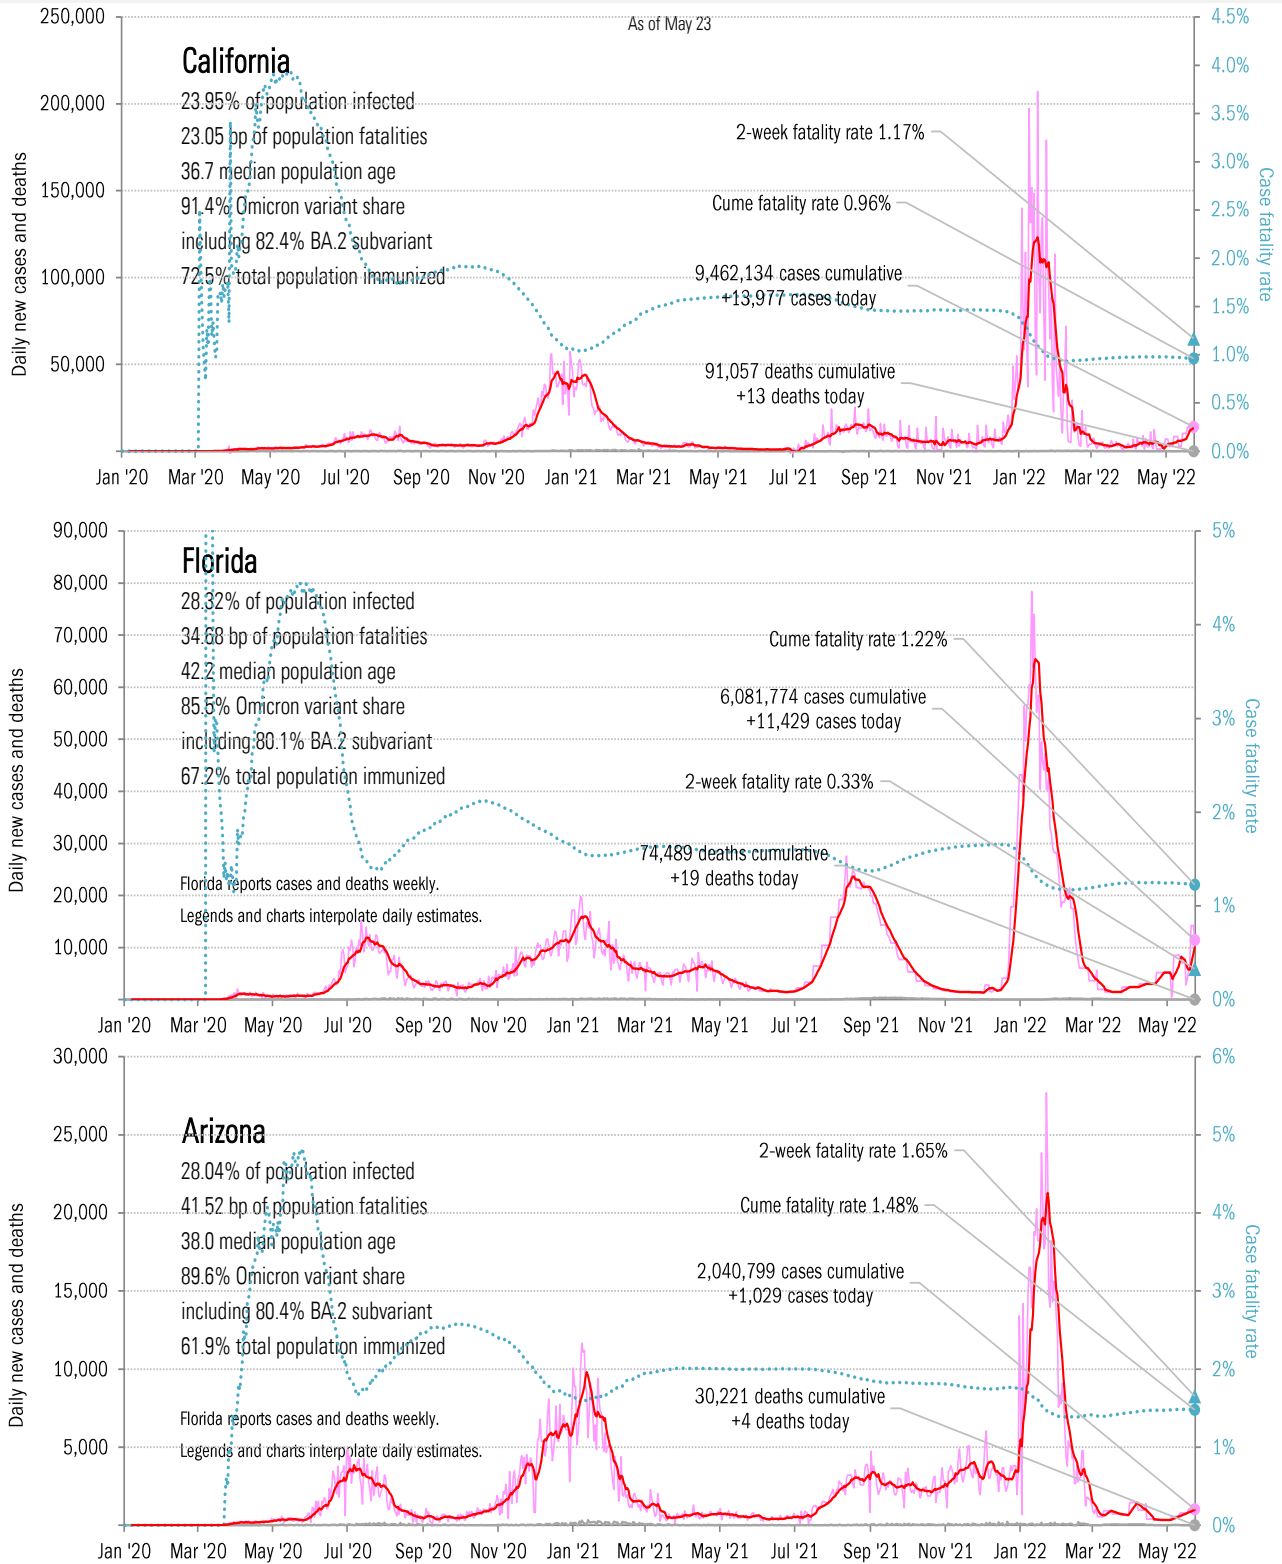 As of May 23
California
23.95% of population infected
23.05 bp of population fatalities
36.7 median population age
91.4% Omicron variant share
including 82.4% BA.2 subvariant
72.5% total population immunized
2-week fatality rate 1.17%
Cume fatality rate 0.96%
9,462,134 cases cumulative
+13,977 cases today
91,057 deaths cumulative
+13 deaths today
Daily new cases and deaths
250,000
200,000
150,000
100,000
50,000
4.5%
4.0%
3.5%
3.0%
2.5%
2.0%
1.5%
1.0%
0.5%
0.0%
Case fatality rate
Jan '20 Mar '20 May '20 Jul '20 Sep '20 Nov '20 Jan '21 Mar '21 May '21 Jul '21 Sep '21 Nov '21 Jan '22 Mar '22 May '22
Florida
28.32% of population infected
34.68 bp of population fatalities
42.2 median population age
85.5% Omicron variant share
including 80.1% BA.2 subvariant
67.2% total population immunized
Florida reports cases and deaths weekly.
Legends and charts interpolate daily estimates.
Cume fatality rate 1.22%
6,081,774 cases cumulative
+11,429 cases today
2-week fatality rate 0.33%
74,489 deaths cumulative
+19 deaths today
Daily new cases and deaths
90,000
80,000
70,000
60,000
50,000
40,000
30,000
20,000
10,000
5%
4%
3%
2%
1%
0%
Case fatality rate
Jan '20 Mar '20 May '20 Jul '20 Sep '20 Nov '20 Jan '21 Mar '21 May '21 Jul '21 Sep '21 Nov '21 Jan '22 Mar '22 May '22
Arizona
28.04% of population infected
41.52 bp of population fatalities
38.0 median population age
89.6% Omicron variant share
including 80.4% BA.2 subvariant
61.9% total population immunized
Florida reports cases and deaths weekly.
Legends and charts interpolate daily estimates.
2-week fatality rate 1.65%
Cume fatality rate 1.48%
2,040,799 cases cumulative
+1,029 cases today
30,221 deaths cumulative
+4 deaths today
Daily new cases and deaths
30,000
25,000
20,000
15,000
10,000
5,000
6%
5%
4%
3%
2%
1%
0%
Case fatality rate
Jan '20 Mar '20 May '20 Jul '20 Sep '20 Nov '20 Jan '21 Mar '21 May '21 Jul '21 Sep '21 Nov '21 Jan '22 Mar '22 May '22